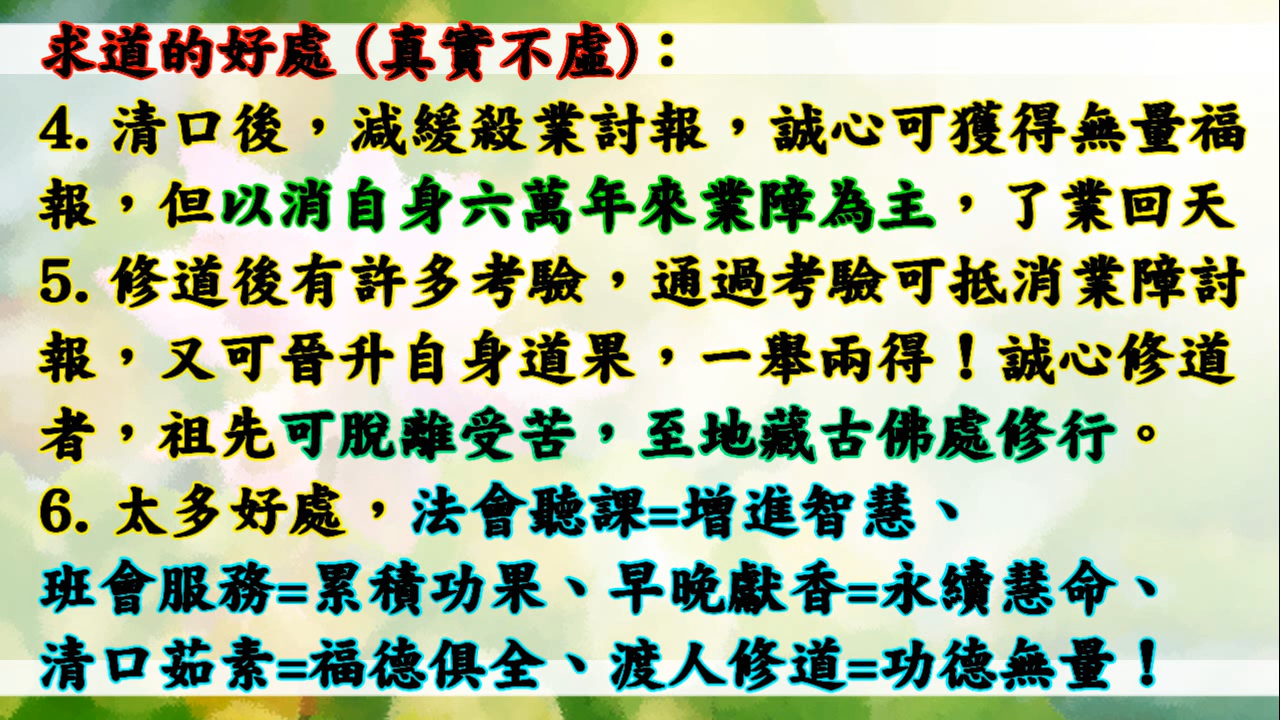 求道的好處(真實不虛)：
4. 清口後，減緩殺業討報，誠心可獲得無量福
報，但以消自身六萬年來業障為主，了業回天
5. 修道後有許多考驗，通過考驗可抵消業障討
報，又可晉升自身道果，一舉兩得！誠心修道
者，祖先可脫離受苦，至地藏古佛處修行。
6. 太多好處，法會聽課=增進智慧、
班會服務=累積功果、早晚獻香=永續慧命、
清口茹素=福德俱全、渡人修道=功德無量！